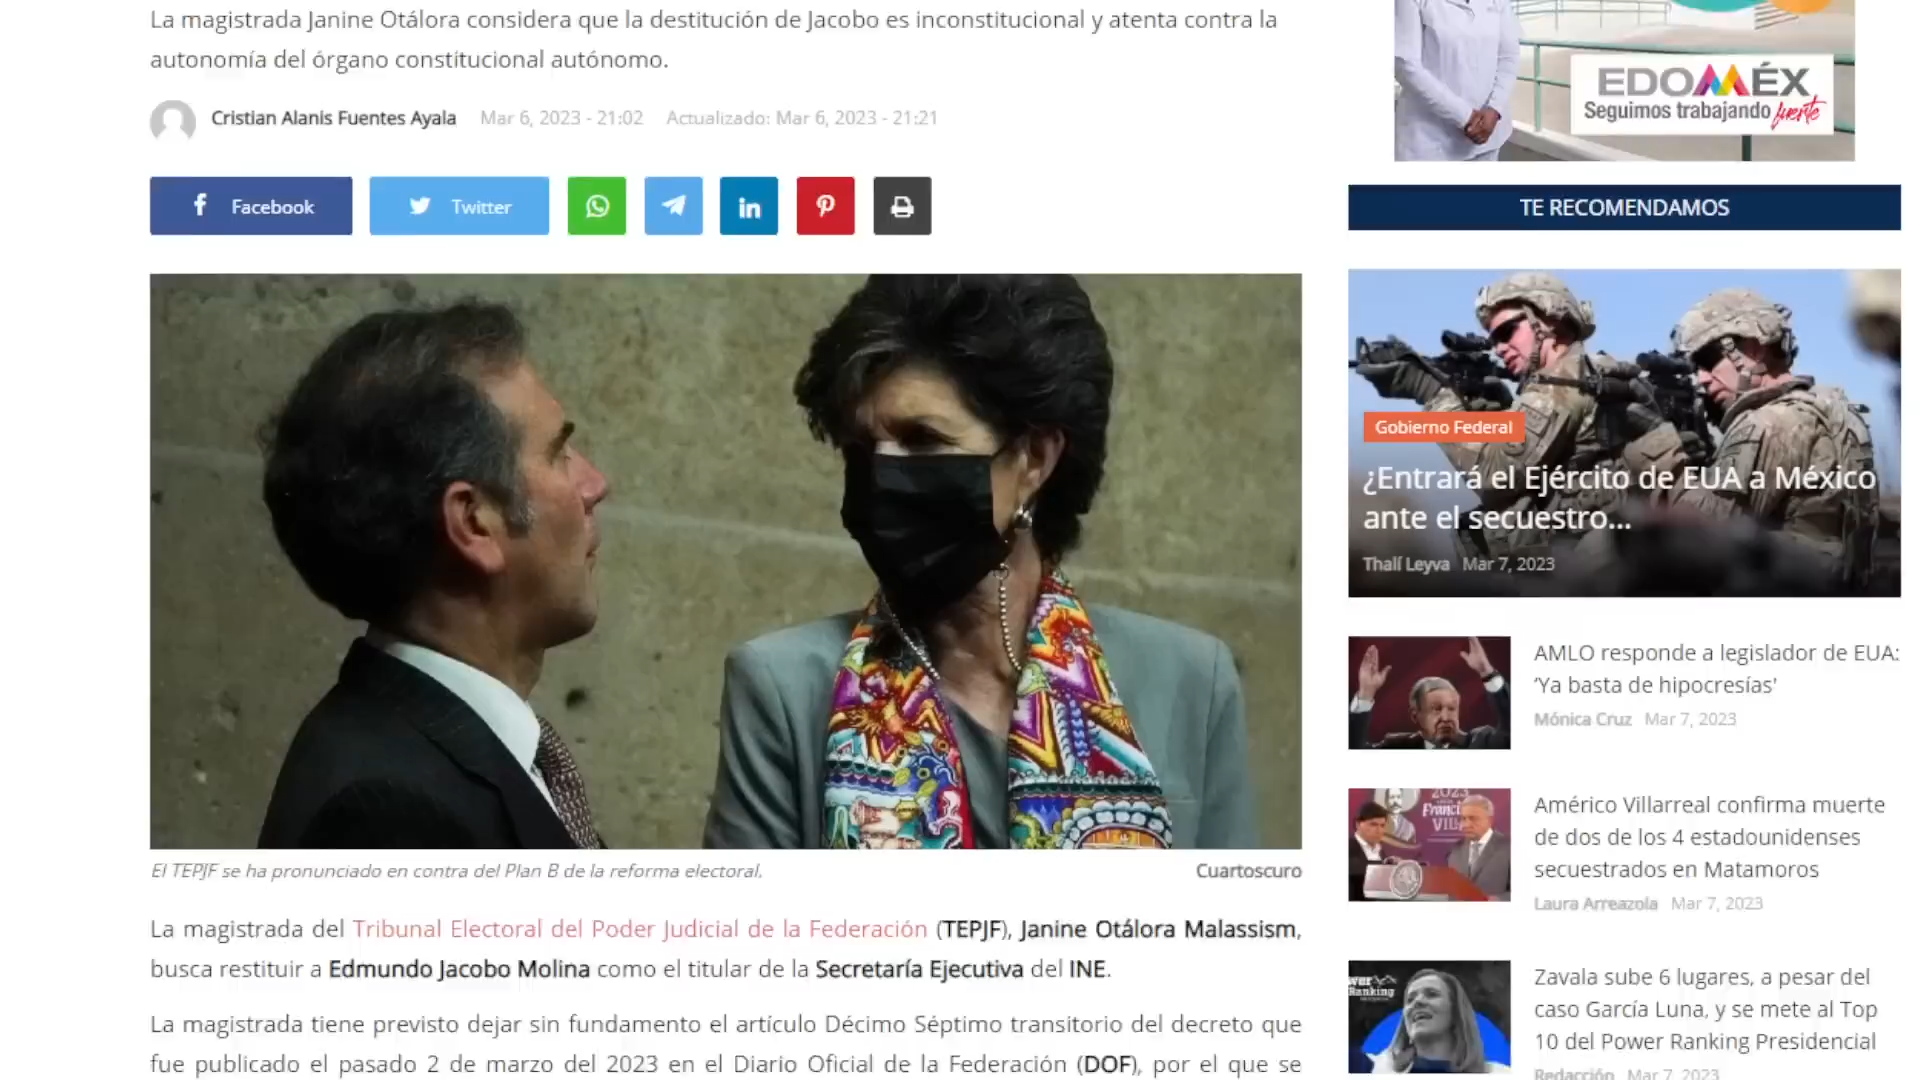 La magistrada Janine Otálora considera que la destitución de Jacobo es inconstitucional y atenta contra la
autonomía del órgano constitucional autónomo.
Cristian Alanis Fuentes Ayala Mar 6, 2023 - 21:02 Actualizado: Mar 6, 2023 - 21:21
Facebook
Twitter
El TEPJF se ha pronunciado en contra del Plan B de la reforma electoral.
Cuartoscuro
La magistrada del Tribunal Electoral del Poder Judicial de la Federación (TEPJF), Janine Otálora Malassism,
busca restituir a Edmundo Jacobo Molina como el titular de la Secretaría Ejecutiva del INE.
La magistrada tiene previsto dejar sin fundamento el artículo Décimo Séptimo transitorio del decreto que
fue publicado el pasado 2 de marzo del 2023 en el Diario Oficial de la Federación (DOF), por el que se
EDOMÉX
Seguimos trabajando fuerte
TE RECOMENDAMOS
Gobierno Federal
¿Entrará el Ejército de EUA a México
ante el secuestro...
Thalí Leyva Mar 7, 2023
AMLO responde a legislador de EUA:
‘Ya basta de hipocresías’
Mónica Cruz Mar 7, 2023
2023
Franci
VILL
Américo Villarreal confirma muerte
de dos de los 4 estadounidenses
secuestrados en Matamoros
Laura Arreazola Mar 7, 2023
wer
Ranking
Zavala sube 6 lugares, a pesar del
caso García Luna, y se mete al Top
10 del Power Ranking Presidencial
Redacción Mar 7, 2023